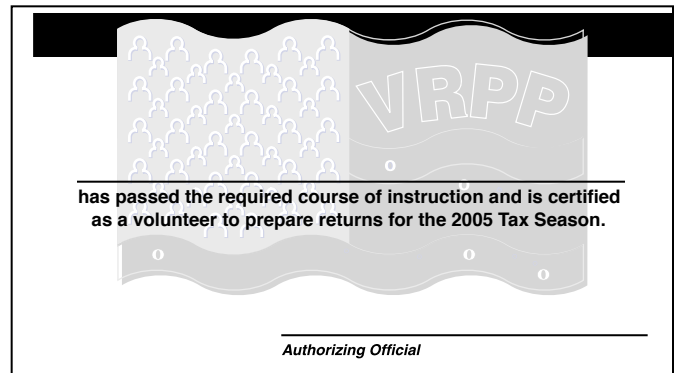 VRPP
has passed the required course of instruction and is certified
as a volunteer to prepare returns for the 2005 Tax Season.
Authorizing Official